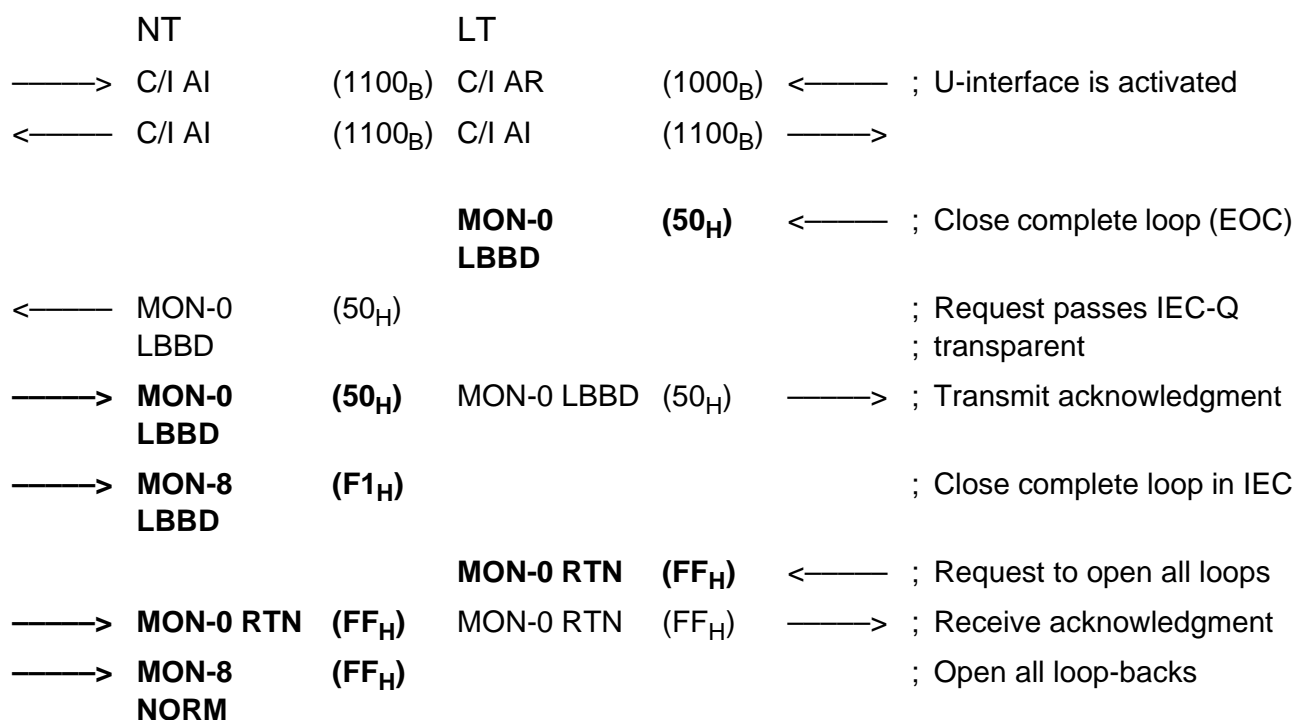 NT LT
–––––> C/I AI (1100B) C/I AR (1000B) <––––– ; U-interface is activated
<––––– C/I AI (1100B) C/I AI (1100B) –––––>
MON-0 (50H) <––––– ; Close complete loop (EOC)
LBBD
<––––– MON-0 (50H) ; Request passes IEC-Q
LBBD ; transparent
–––––> MON-0 (50H) MON-0 LBBD (50H) –––––> ; Transmit acknowledgment
LBBD
–––––> MON-8 (F1H) ; Close complete loop in IEC
LBBD
MON-0 RTN (FFH) <––––– ; Request to open all loops
–––––> MON-0 RTN (FFH) MON-0 RTN (FFH) –––––> ; Receive acknowledgment
–––––> MON-8 (FFH) ; Open all loop-backs
NORM